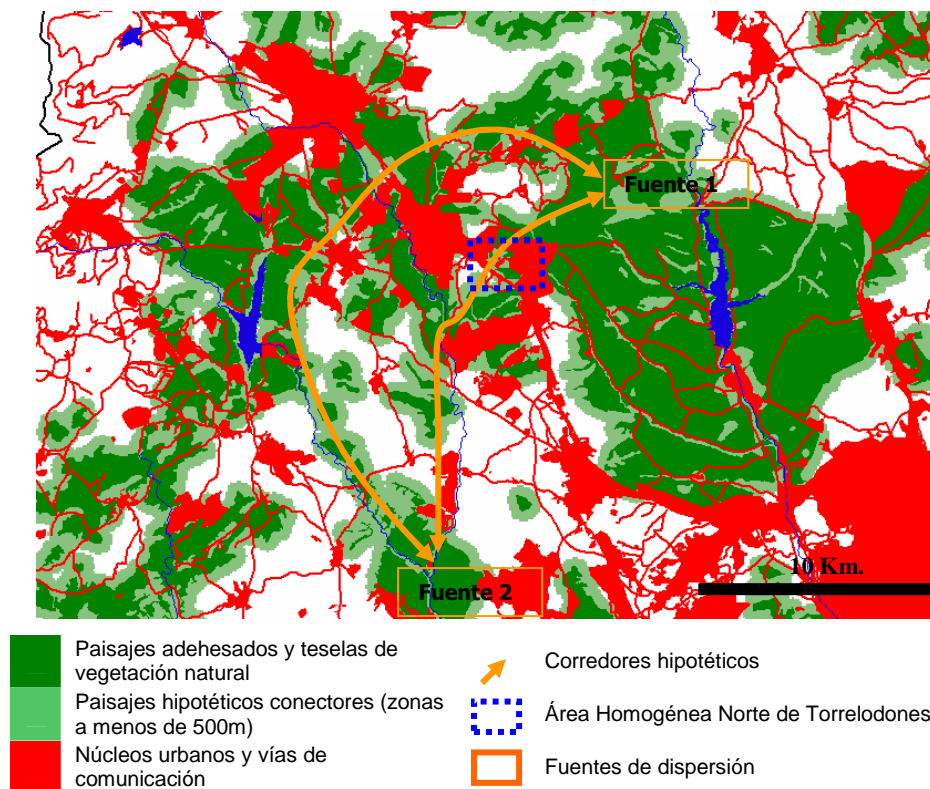 Fuente 1
10 Km.
Fuente 2
Paisajes adehesados y teselas de
vegetación natural
Paisajes hipotéticos conectores (zonas
a menos de 500m)
Núcleos urbanos y vías de
comunicación
Corredores hipotéticos
Área Homogénea Norte de Torrelodones
Fuentes de dispersión